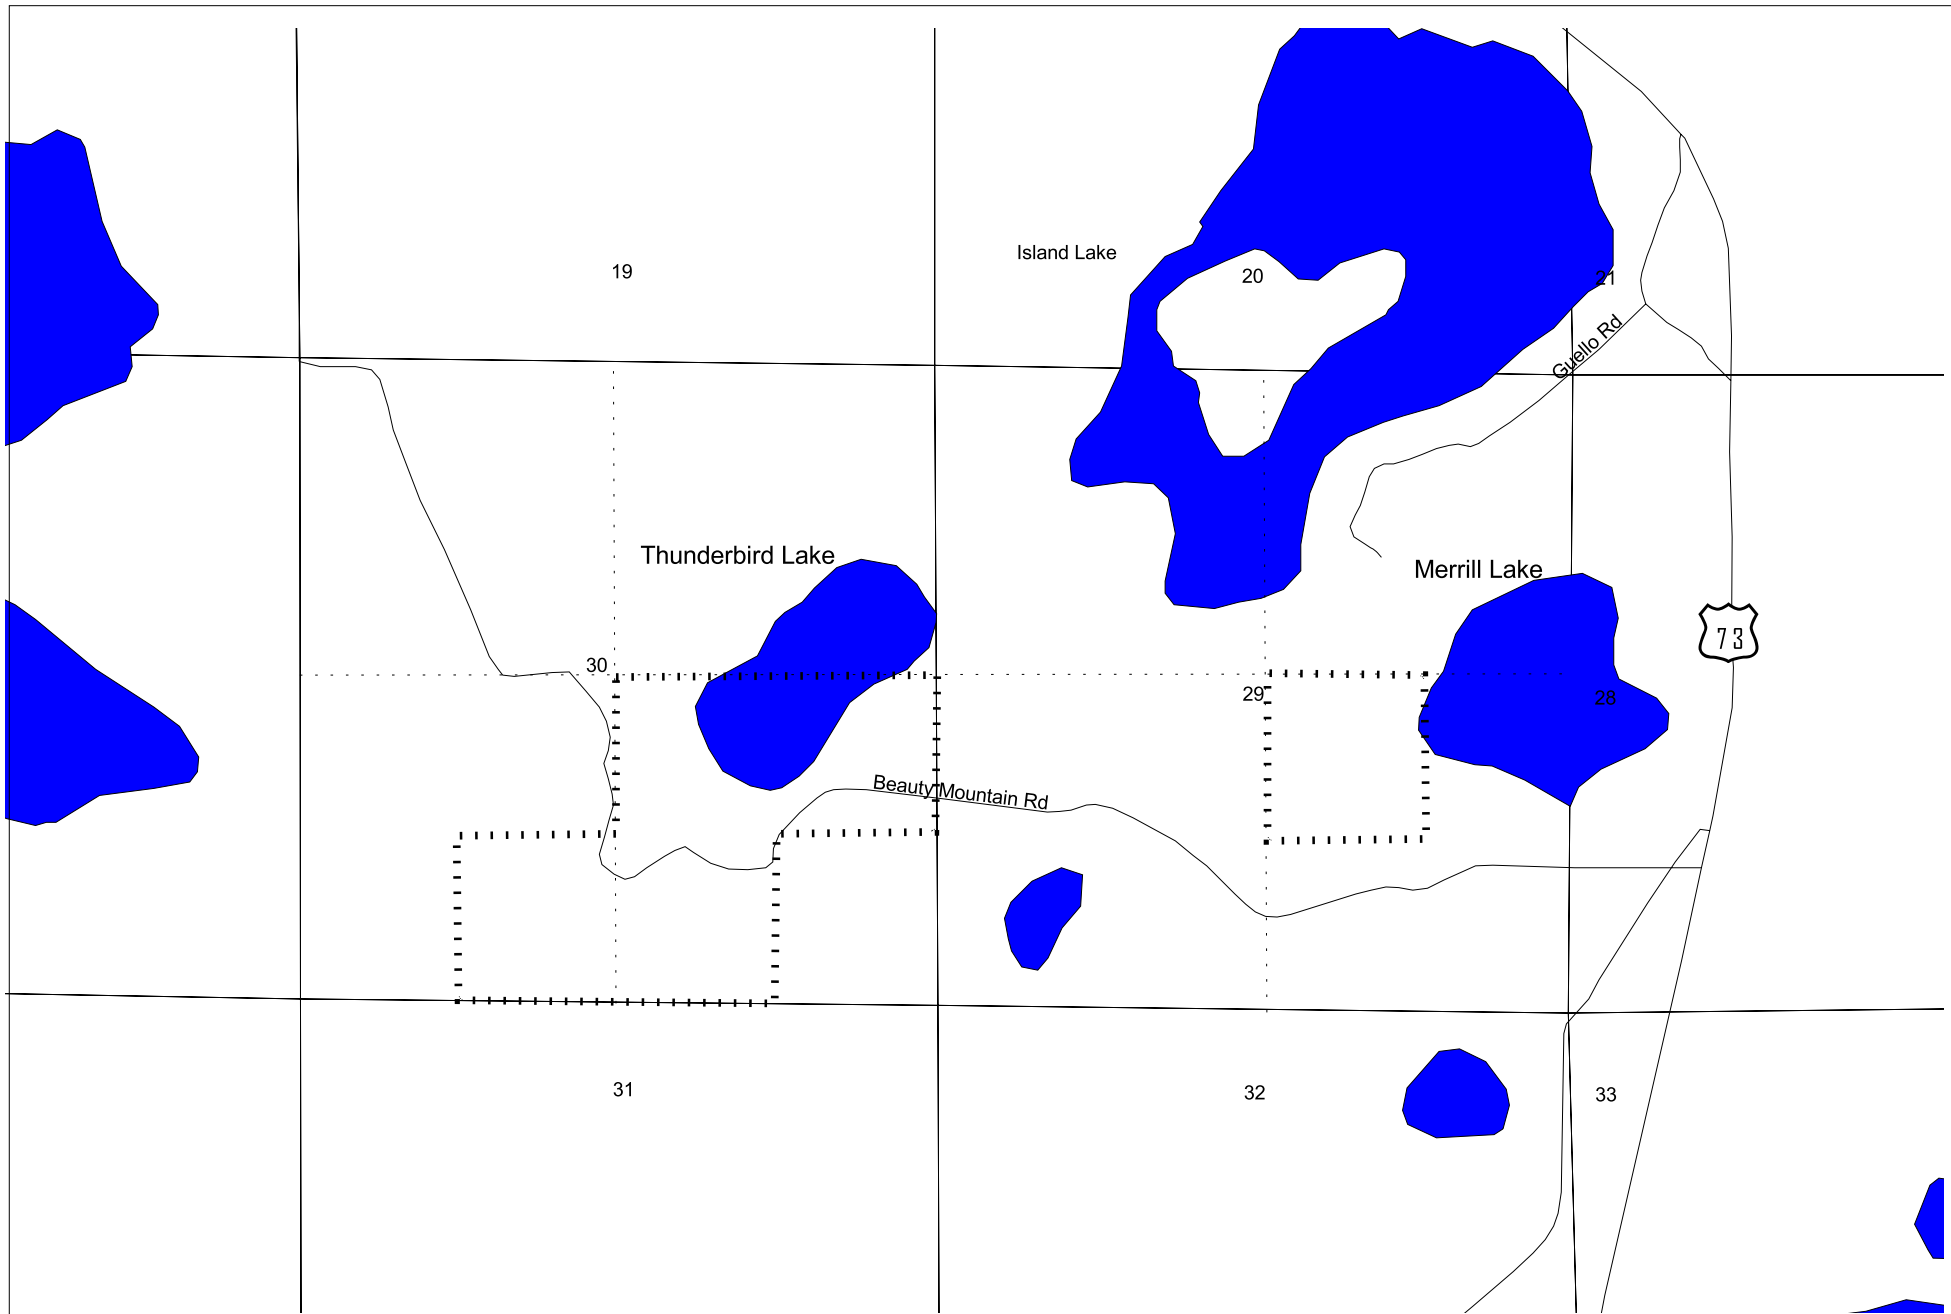 Island Lake
19
20
21
Guello Rd
Thunderbird Lake
Merrill Lake
73
30
29
28
Beauty Mountain Rd
31
32
33